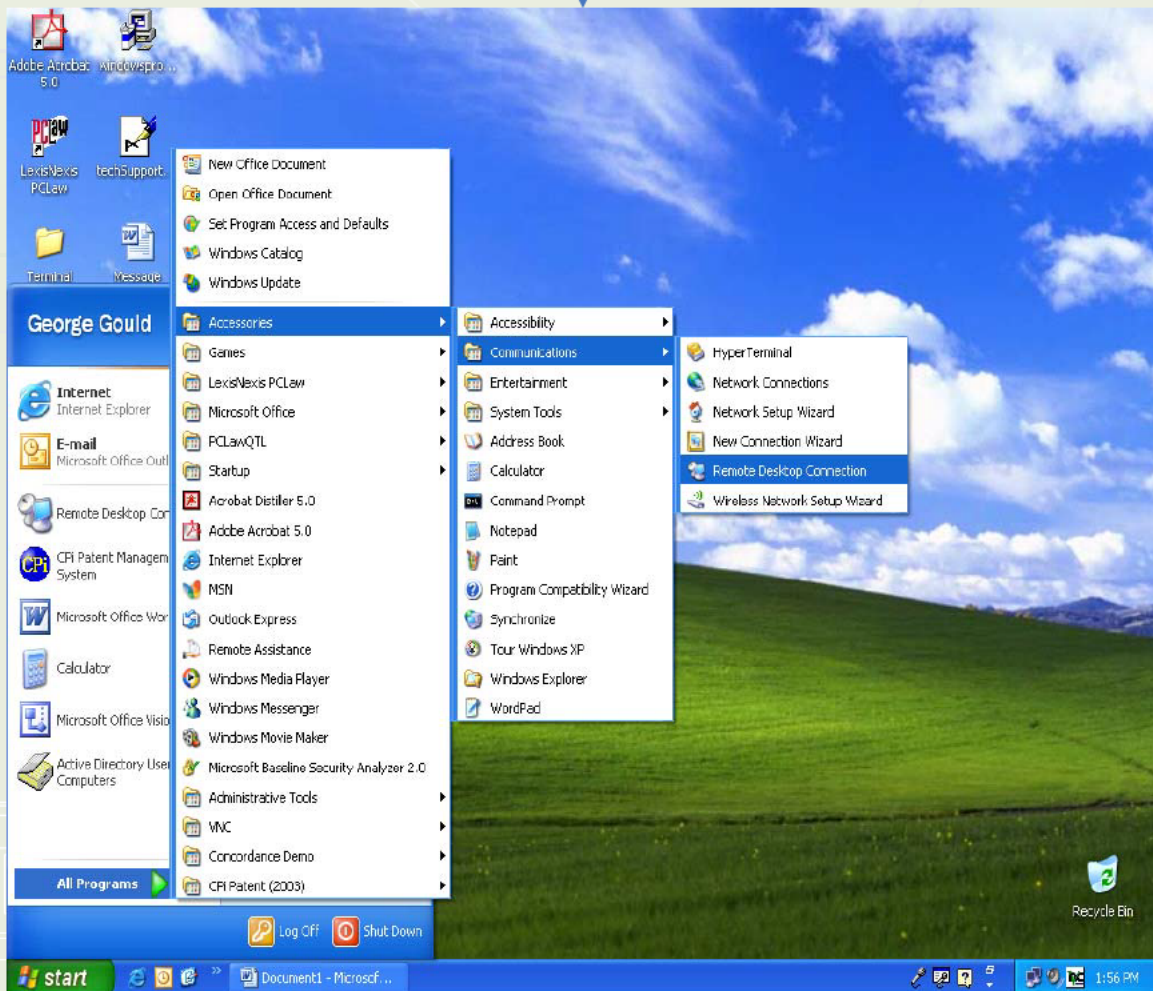 Adobe Acrobat 5.0
windowspro...
PCLaw
LexisNexis PCLaw
techSupport.
Terminal
Message
George Gould
Internet
Internet Explorer
E-mail
Microsoft Office Outl
Remote Desktop Con
CPi
CPi Patent Managem
System
Microsoft Office Wor
Calculator
Microsoft Office Visio
Active Directory User
Computers
All Programs
New Office Document
Open Office Document
Set Program Access and Defaults
Windows Catalog
Windows Update
Accessories
Games
LexisNexis PCLaw
Microsoft Office
PCLawQTL
Startup
Acrobat Distiller 5.0
Adobe Acrobat 5.0
Internet Explorer
MSN
Outlook Express
Remote Assistance
Windows Media Player
Windows Messenger
Windows Movie Maker
Microsoft Baseline Security Analyzer 2.0
Administrative Tools
VNC
Concordance Demo
CPi Patent (2003)
Accessibility
Communications
Entertainment
System Tools
Address Book
Calculator
Command Prompt
Notepad
Paint
Program Compatibility Wizard
Synchronize
Tour Windows XP
Windows Explorer
WordPad
HyperTerminal
Network Connections
Network Setup Wizard
New Connection Wizard
Remote Desktop Connection
Wireless Network Setup Wizard
Recycle Bin
Log Off
Shut Down
start
Document1 - Microsof...
1:56 PM